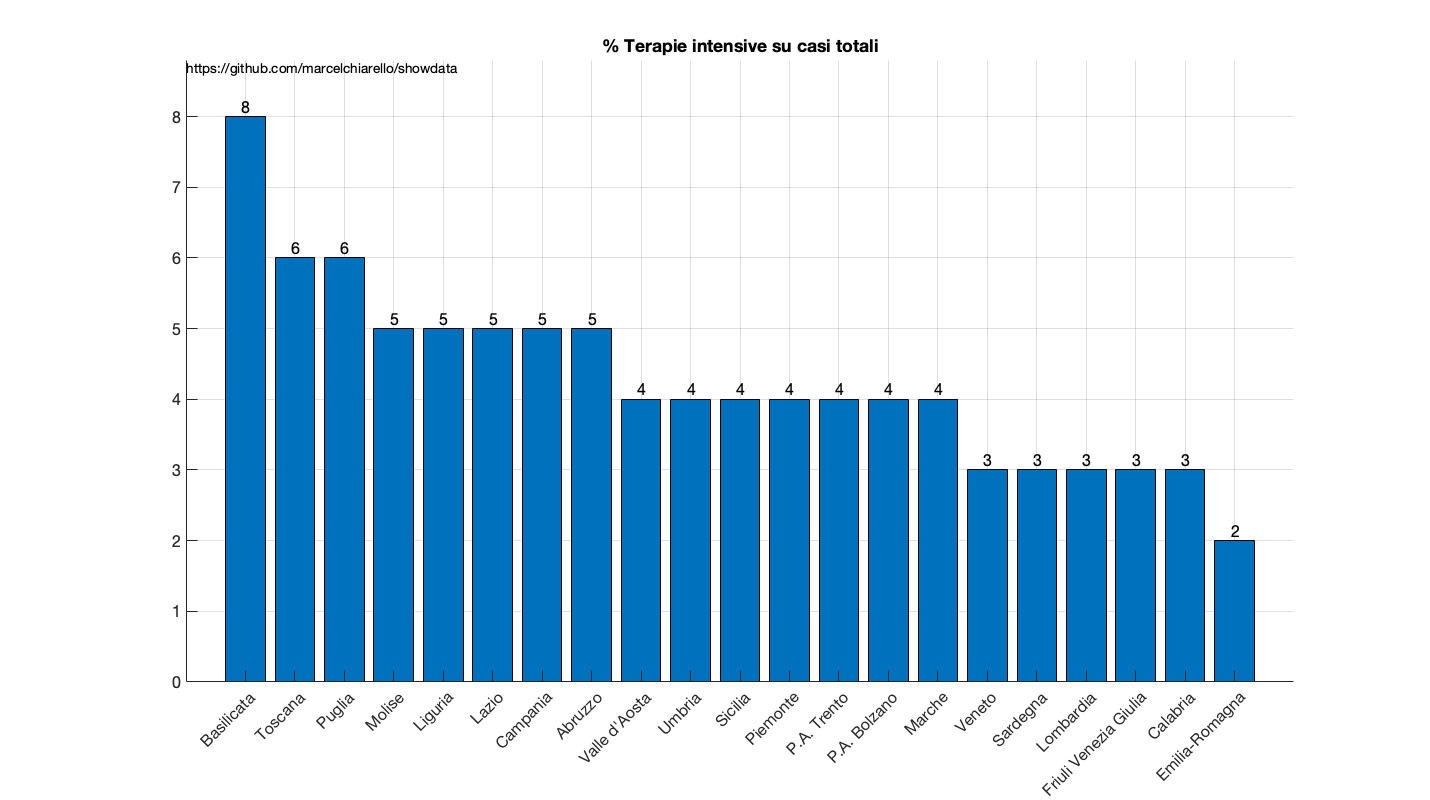 % Terapie intensive su casi totali
https://github.com/marcelchiarello/showdata
8
7
6
5
4
3
2
1
0
8
6
6
5
5
5
5
5
4
4
4
4
4
4
4
3
3
3
3
3
2
Basilicata
Toscana
Puglia
Molise
Liguria
Lazio
Campania
Abruzzo
Valle d'Aosta
Umbria
Sicilia
Piemonte
P.A. Trento
P.A. Bolzano
Marche
Veneto
Sardegna
Lombardia
Friuli Venezia Giulia
Calabria
Emilia-Romagna